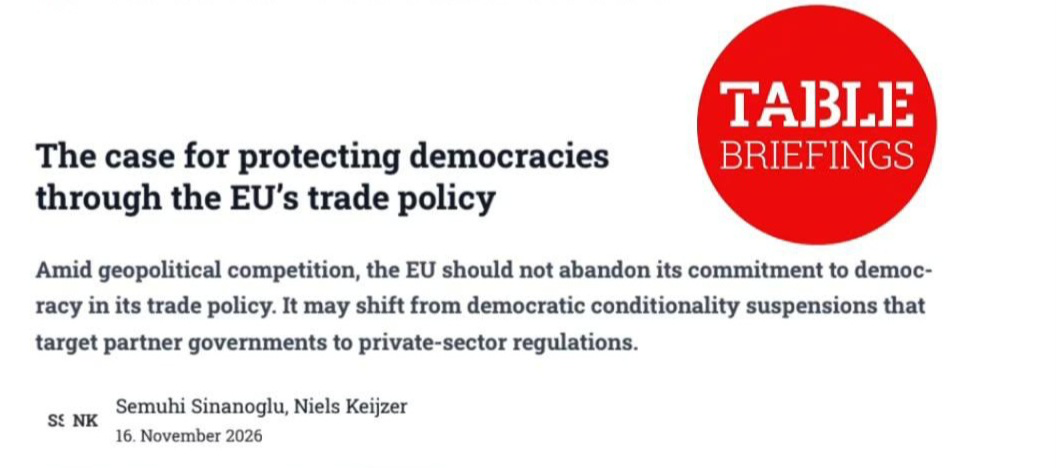 TABLE
BRIEFINGS
The case for protecting democracies
through the EU’s trade policy
Amid geopolitical competition, the EU should not abandon its commitment to democ-
racy in its trade policy. It may shift from democratic conditionality suspensions that
target partner governments to private-sector regulations.
Semuhi Sinanoglu, Niels Keijzer
NK
16. November 2026